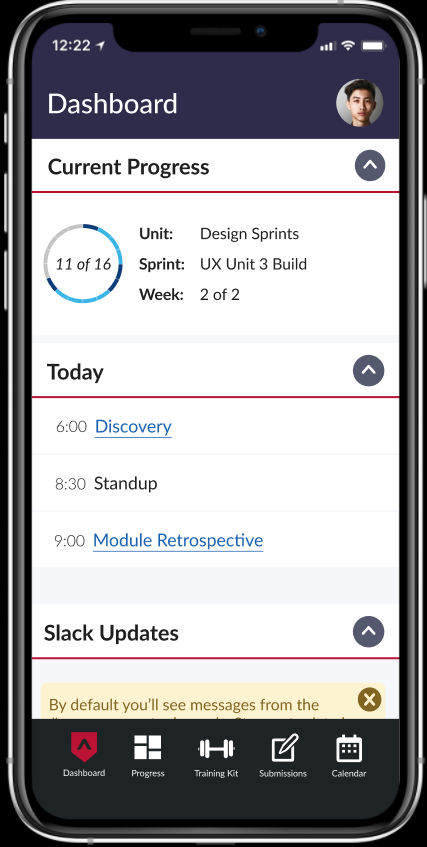 12:22
Dashboard
Current Progress
11 of 16
Unit: Design Sprints
Sprint: UX Unit 3 Build
Week: 2 of 2
Today
6:00 Discovery
8:30 Standup
9:00 Module Retrospective
Slack Updates
By default you'll see messages from the
Dashboard Progress Training Kit Submissions Calendar